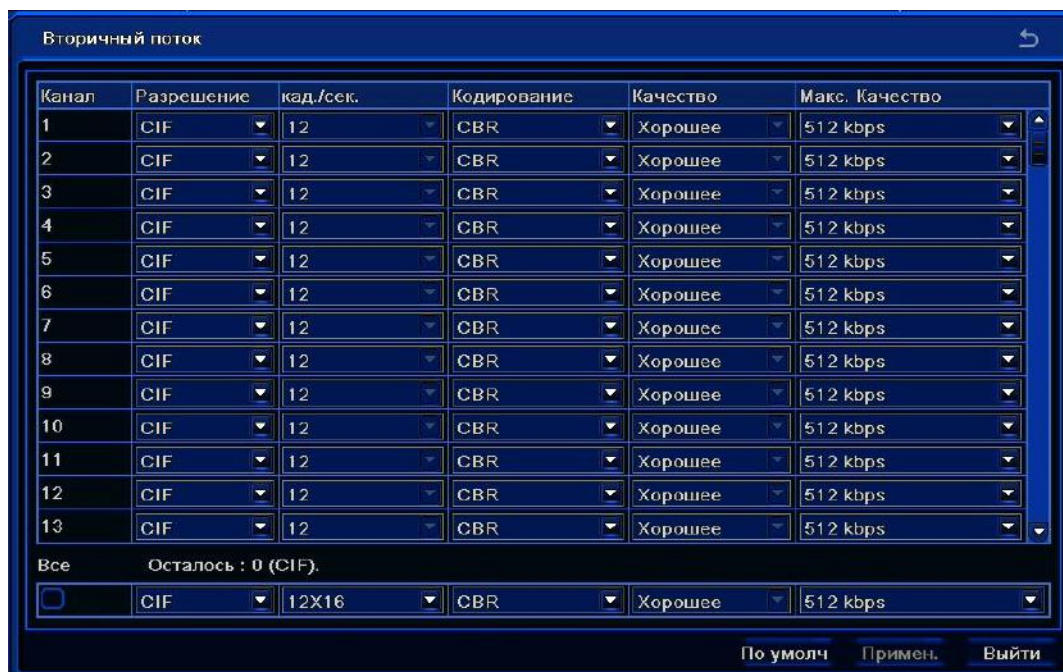 Вторичный поток
Канал Разрешение кад./сек. Кодирование Качество Макс. Качество
1 CIF 12 CBR Хорошее 512 kbps
2 CIF 12 CBR Хорошее 512 kbps
3 CIF 12 CBR Хорошее 512 kbps
4 CIF 12 CBR Хорошее 512 kbps
5 CIF 12 CBR Хорошее 512 kbps
6 CIF 12 CBR Хорошее 512 kbps
7 CIF 12 CBR Хорошее 512 kbps
8 CIF 12 CBR Хорошее 512 kbps
9 CIF 12 CBR Хорошее 512 kbps
10 CIF 12 CBR Хорошее 512 kbps
11 CIF 12 CBR Хорошее 512 kbps
12 CIF 12 CBR Хорошее 512 kbps
13 CIF 12 CBR Хорошее 512 kbps
Все Осталось : 0 (CIF).
CIF 12X16 CBR Хорошее 512 kbps
По умолч Примен. Выйти